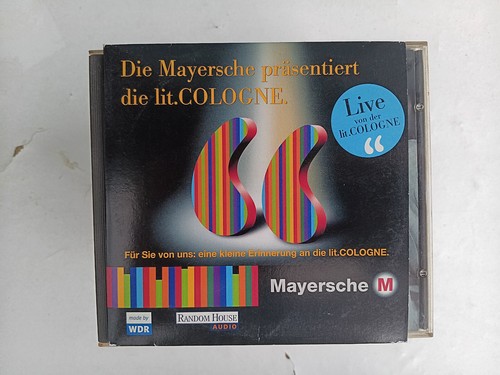 Die Mayersche präsentiert
die lit.COLOGNE.
Live
von der
lit.COLOGNE
Für Sie von uns: eine kleine Erinnerung an die lit.COLOGNE.
Mayersche M
made by
WDR
RANDOM HOUSE
AUDIO